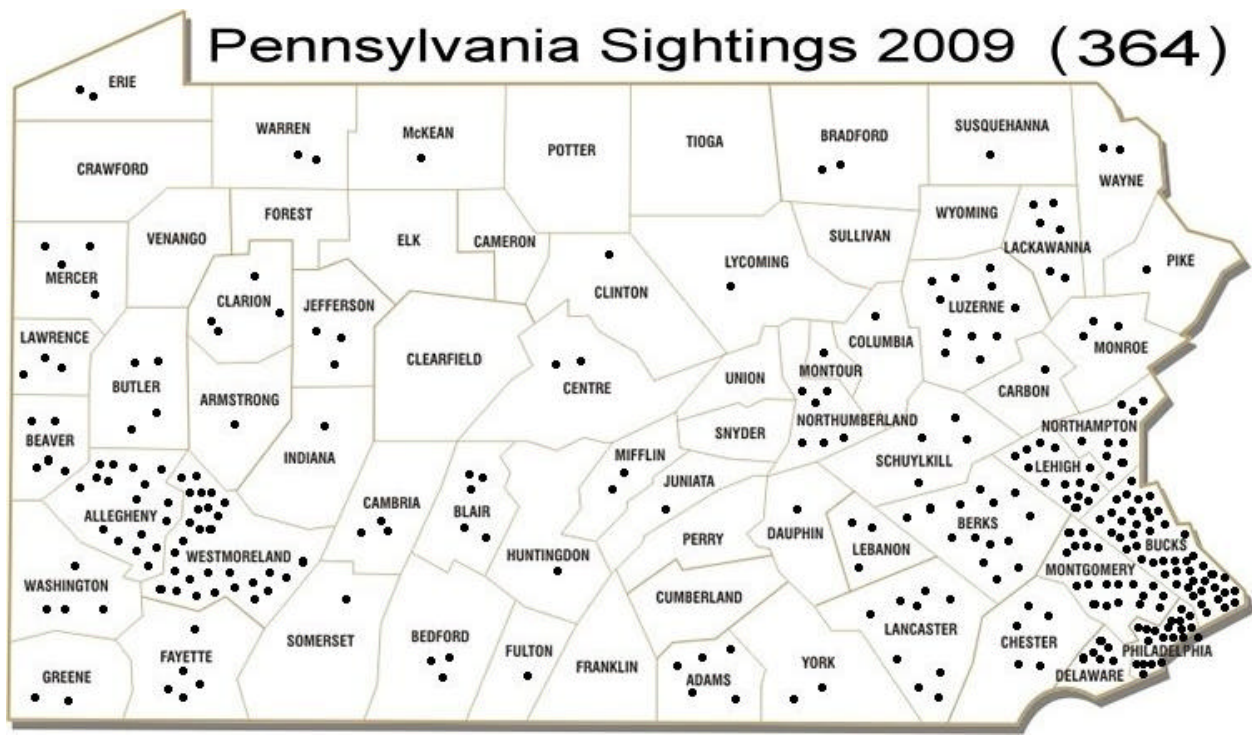 Pennsylvania Sightings 2009 (364)
ERIE
WARREN
McKEAN
POTTER
TIOGA
BRADFORD
SUSQUEHANNA
WAYNE
CRAWFORD
VENANGO
FOREST
ELK
CAMERON
CLINTON
LYCOMING
SULLIVAN
WYOMING
LACKAWANNA
PIKE
MERCER
CLARION
JEFFERSON
LUZERNE
LAWRENCE
BUTLER
ARMSTRONG
CLEARFIELD
CENTRE
UNION
MONTOUR
COLUMBIA
CARBON
MONROE
BEAVER
INDIANA
SNYDER
NORTHUMBERLAND
NORTHAMPTON
MIFFLIN
JUNIATA
SCHUYLKILL
LEHIGH
ALLEGHENY
CAMBRIA
BLAIR
HUNTINGDON
PERRY
DAUPHIN
LEBANON
BERKS
BUCKS
WASHINGTON
WESTMORELAND
CUMBERLAND
MONTGOMERY
GREENE
FAYETTE
SOMERSET
BEDFORD
FULTON
FRANKLIN
ADAMS
YORK
LANCASTER
CHESTER
DELAWARE
PHILADELPHIA